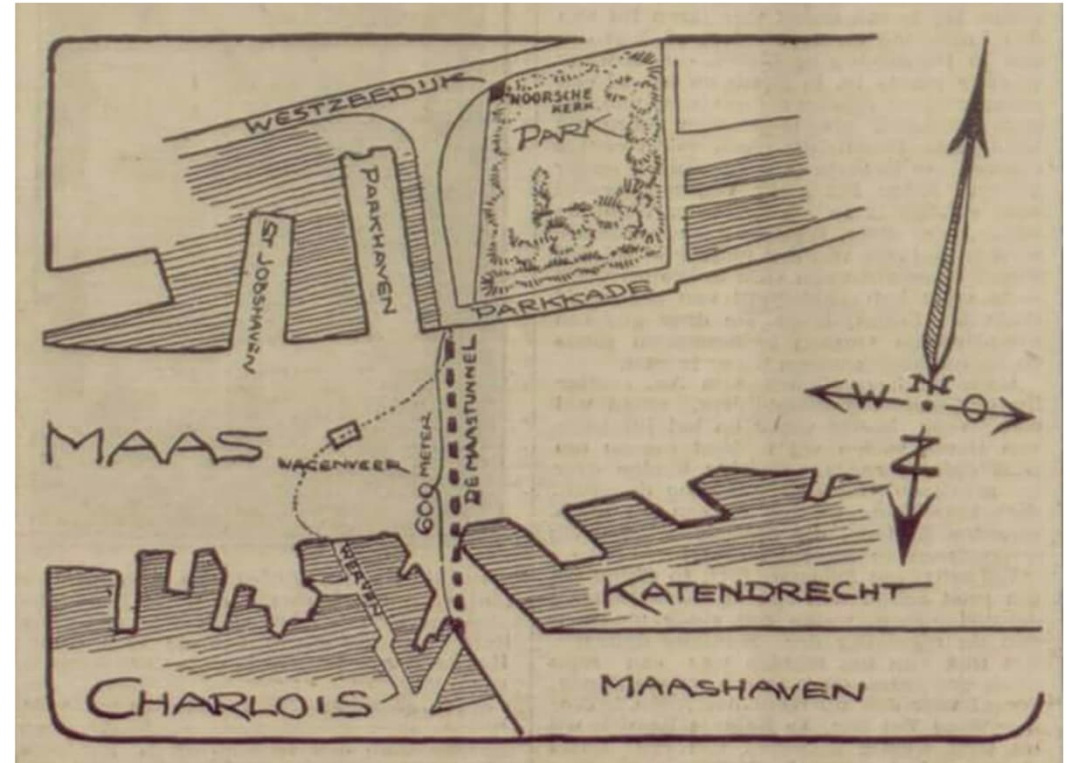 WESTZEEDIJK
NOORSCHE
KERK
PARK
PARKHAVEN
ST JOBSHAVEN
PARKKADE
N
W
O
Z
MAAS
WAGENVEER
600 METER
DE MAASTUNNEL
WERVEN
KATENDRECHT
CHARLOIS
MAASHAVEN